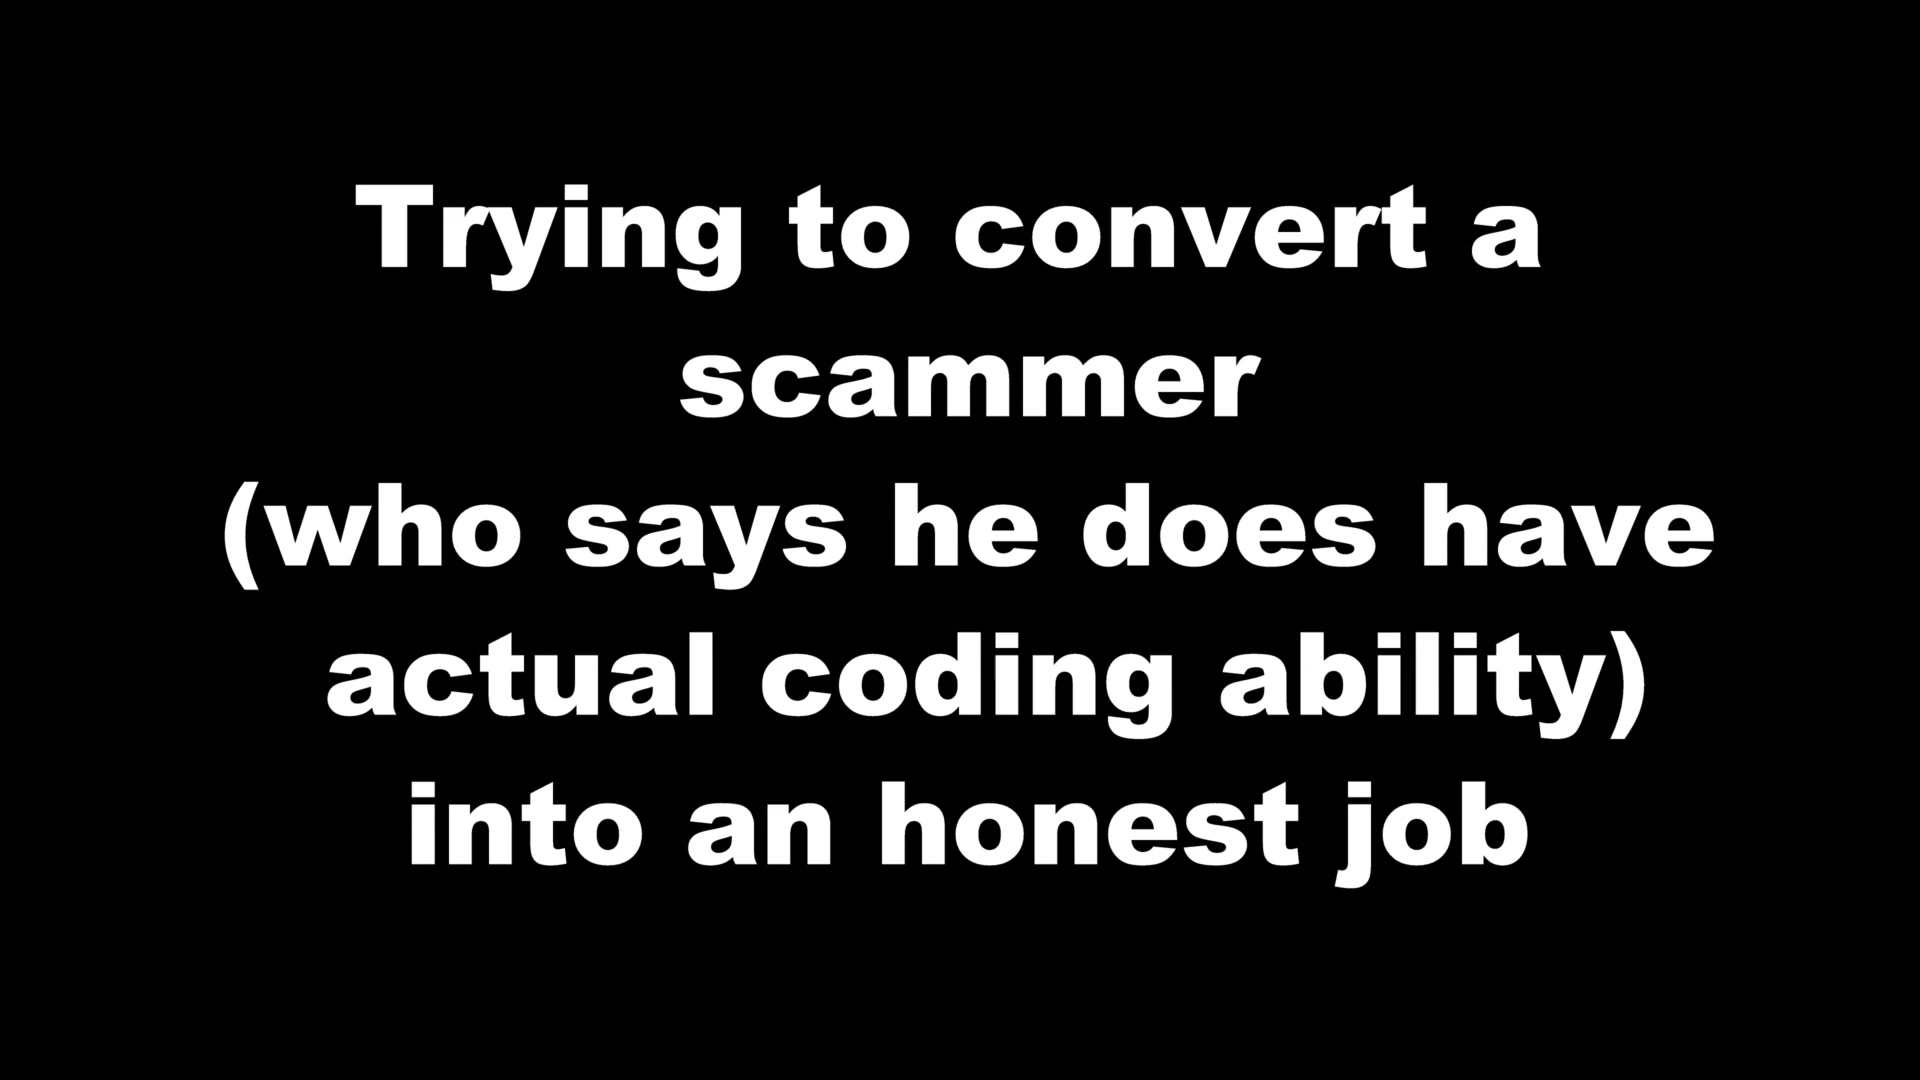 Trying to convert a
scammer
(who says he does have
actual coding ability)
into an honest job